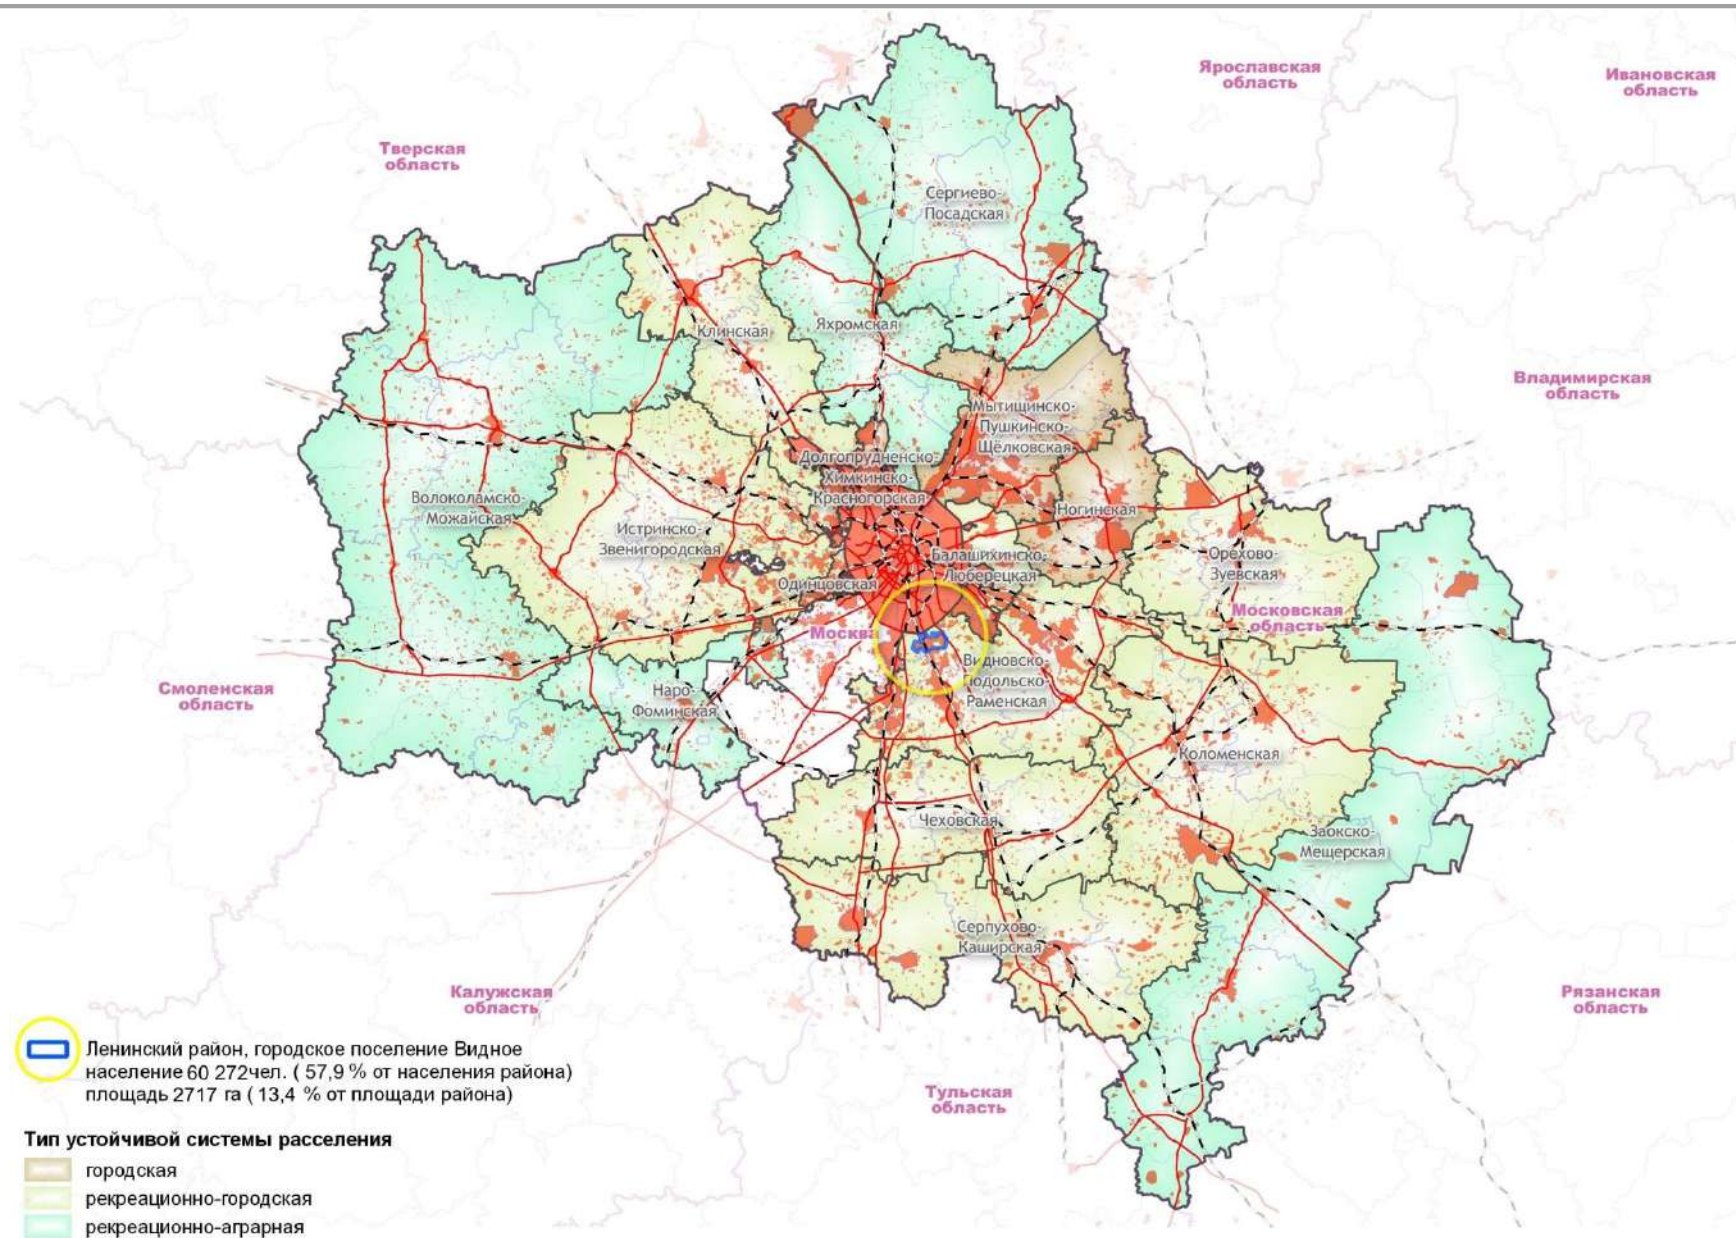 Ярославская
область
Ивановская
область
Тверская
область
Сергиево-
Посадская
Клинская
Яхромская
Владимирская
область
Мытищинско-
Пушкинско-
Щёлковская
Долгопрудненско-
Химкинско-
Красногорская
Волоколамско-
Можайская
Ногинская
Истринско-
Звенигородская
Балашихинско-
Люберецкая
Орехово-
Зуевская
Одинцовская
Московская
область
Москва
Видновско-
Подольско-
Раменская
Смоленская
область
Наро-
Фоминская
Коломенская
Чеховская
Заокско-
Мещерская
Серпухово-
Каширская
Калужская
область
Рязанская
область
Тульская
область
Ленинский район, городское поселение Видное
население 60 272чел. ( 57,9 % от населения района)
площадь 2717 га ( 13,4 % от площади района)
Тип устойчивой системы расселения
городская
рекреационно-городская
рекреационно-аграрная